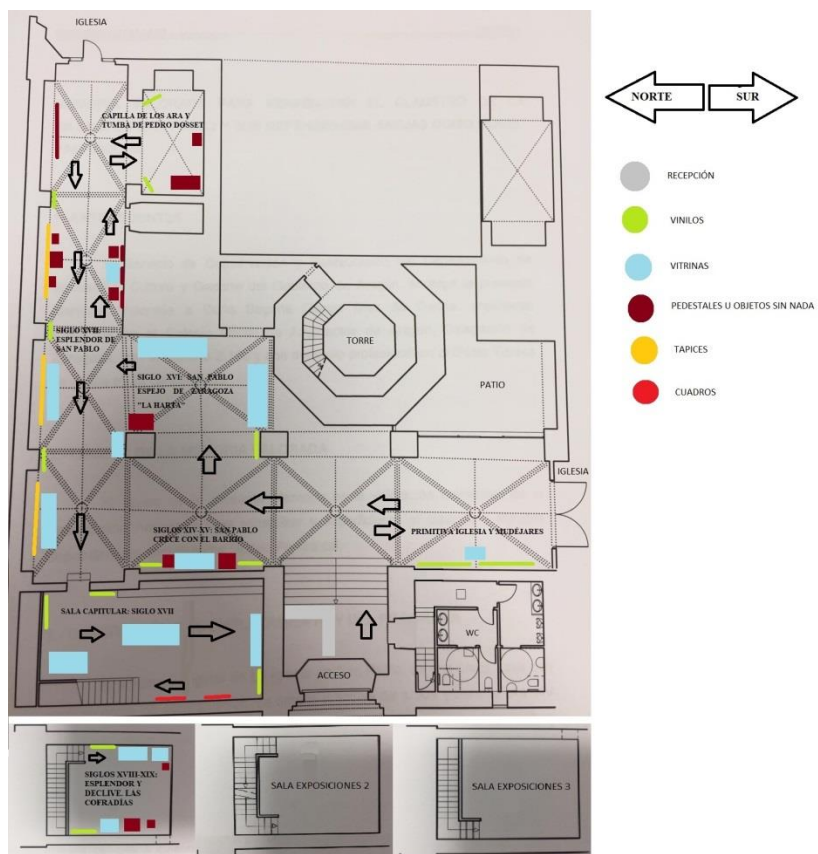 IGLESIA
CAPILLA DE LOS ARA Y
TUMBA DE PEDRO DOSSET
SIGLO XVII:
ESPLENDOR DE
SAN PABLO
SIGLO XVI: SAN PABLO
ESPEJO DE ZARAGOZA
"LA HARTA"
TORRE
PATIO
IGLESIA
SIGLOS XIV-XV: SAN PABLO
CRECE CON EL BARRIO
PRIMITIVA IGLESIA Y MUDÉJARES
SALA CAPITULAR: SIGLO XVII
ACCESO
WC
SIGLOS XVIII-XIX:
ESPLENDOR Y
DECLIVE. LAS
COFRADÍAS
SALA EXPOSICIONES 2
SALA EXPOSICIONES 3
NORTE
SUR
RECEPCIÓN
VINILOS
VITRINAS
PEDESTALES U OBJETOS SIN NADA
TAPICES
CUADROS